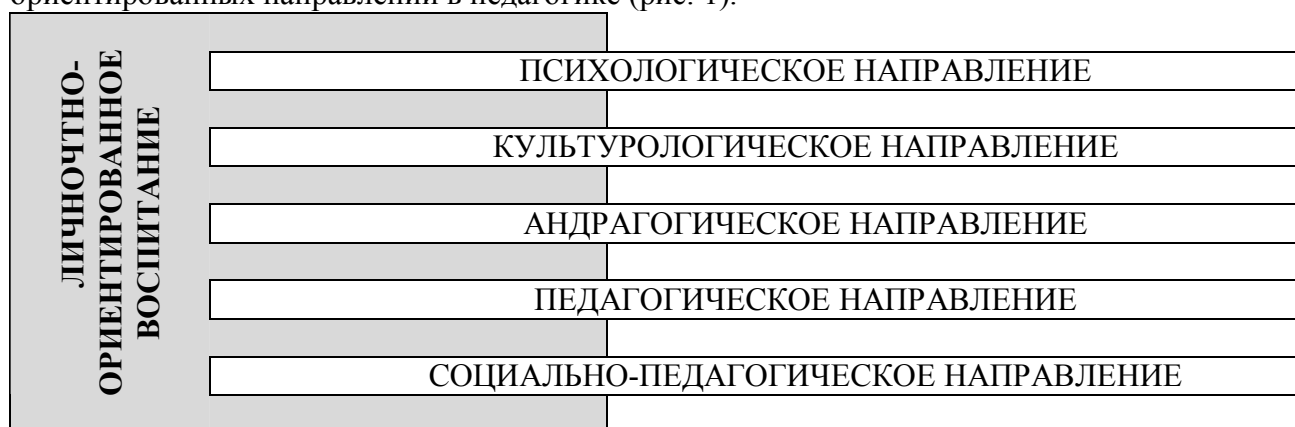 ориентированных направлений в педагогике (рис. 1).
ЛИЧНОЧТНО-
ОРИЕНТИРОВАННОЕ
ВОСПИТАНИЕ
ПСИХОЛОГИЧЕСКОЕ НАПРАВЛЕНИЕ
КУЛЬТУРОЛОГИЧЕСКОЕ НАПРАВЛЕНИЕ
АНДРАГОГИЧЕСКОЕ НАПРАВЛЕНИЕ
ПЕДАГОГИЧЕСКОЕ НАПРАВЛЕНИЕ
СОЦИАЛЬНО-ПЕДАГОГИЧЕСКОЕ НАПРАВЛЕНИЕ